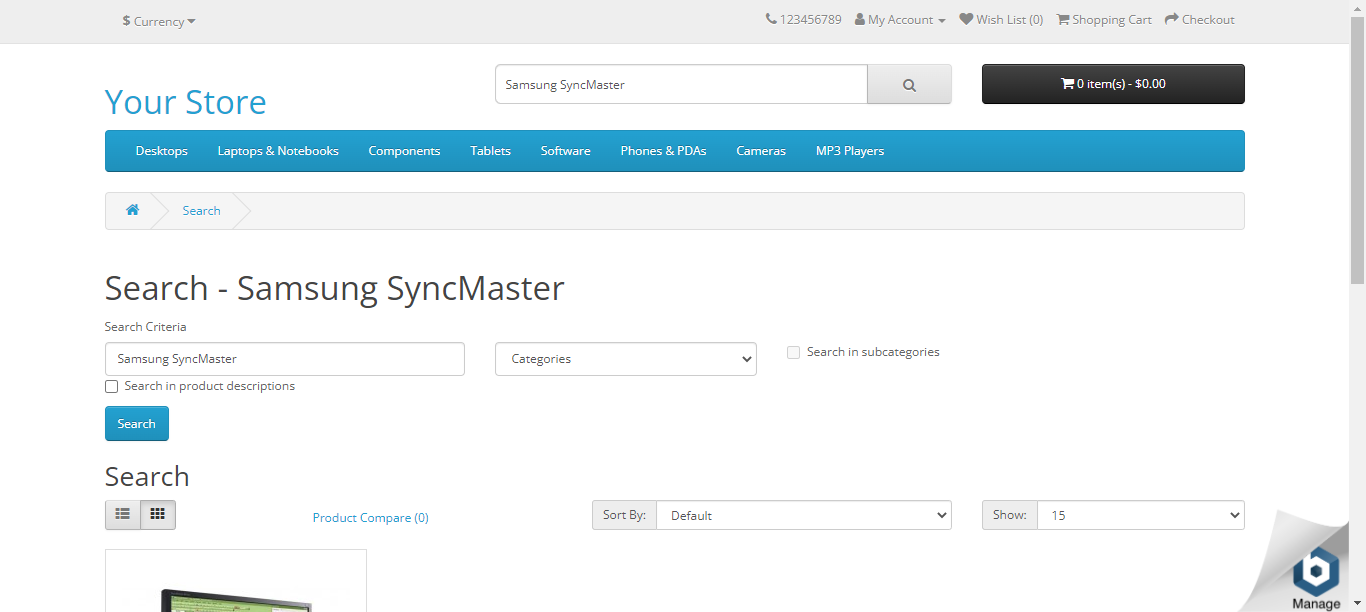 $ Currency
123456789 My Account Wish List (0) Shopping Cart Checkout
Your Store
Samsung SyncMaster
0 item(s) - $0.00
Desktops Laptops & Notebooks Components Tablets Software Phones & PDAs Cameras MP3 Players
Search
Search - Samsung SyncMaster
Search Criteria
Samsung SyncMaster Categories Search in subcategories
Search in product descriptions
Search
Search
Product Compare (0) Sort By: Default Show: 15
Manage